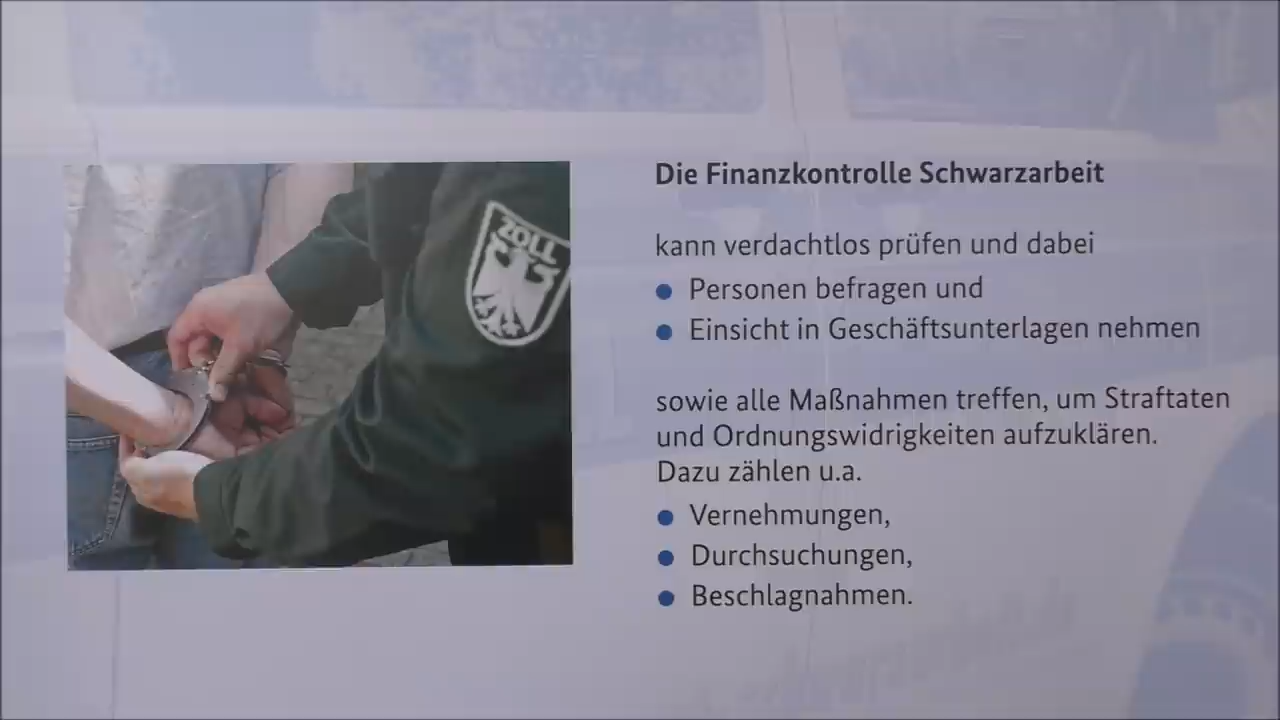 ZOLL
Die Finanzkontrolle Schwarzarbeit
kann verdachtlos prüfen und dabei
● Personen befragen und
● Einsicht in Geschäftsunterlagen nehmen
sowie alle Maßnahmen treffen, um Straftaten
und Ordnungswidrigkeiten aufzuklären.
Dazu zählen u.a.
● Vernehmungen,
● Durchsuchungen,
● Beschlagnahmen.